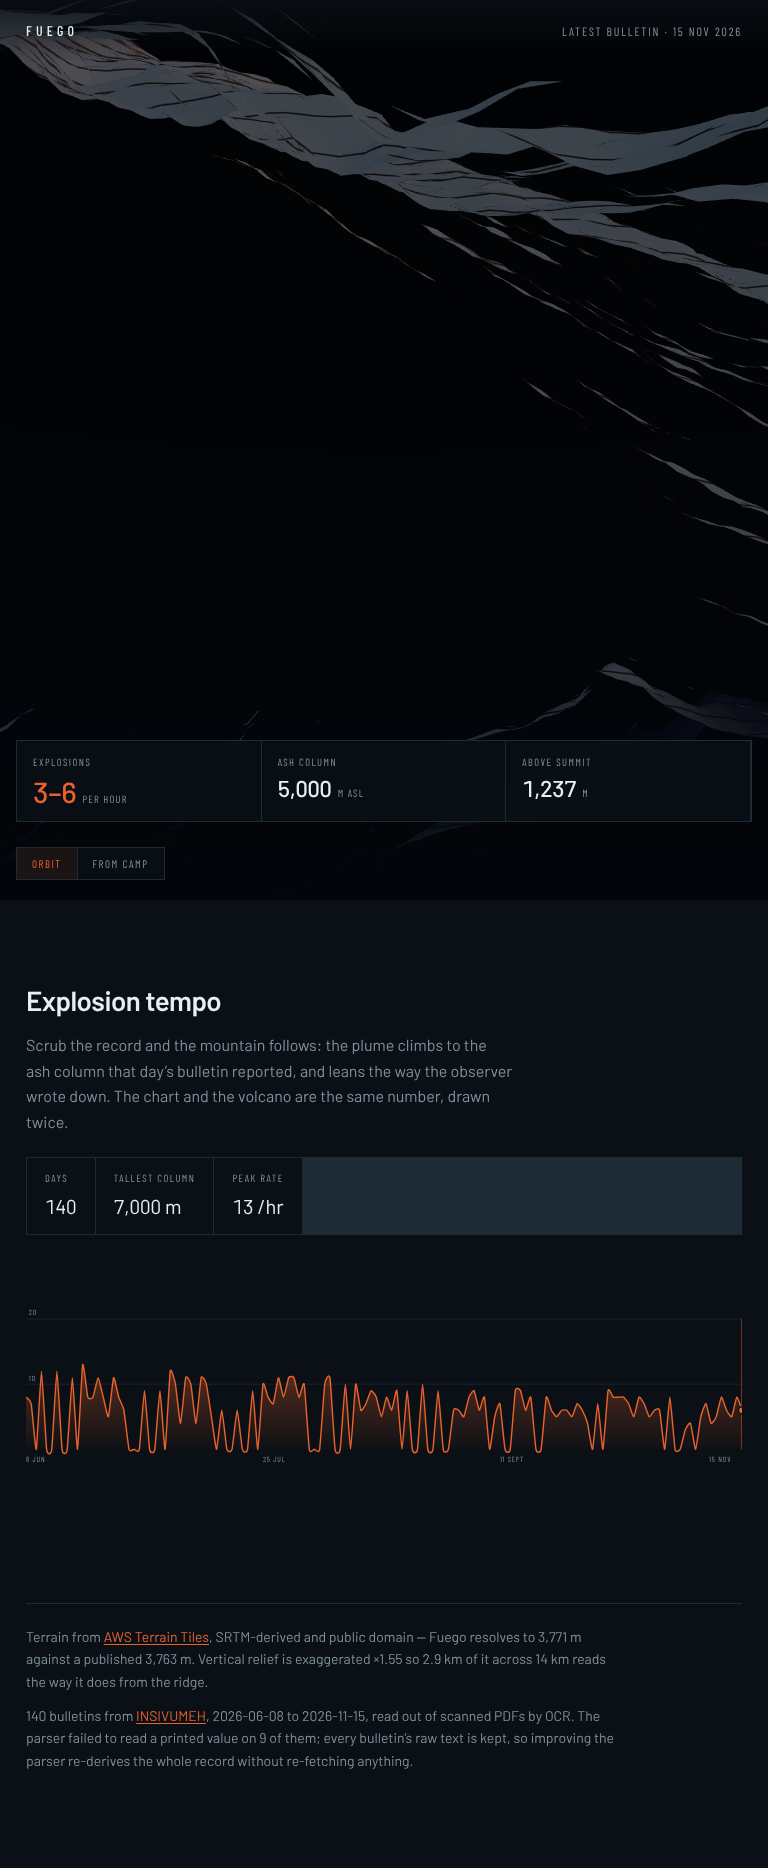 FUEGO
LATEST BULLETIN · 15 NOV 2026
EXPLOSIONS
3–6 PER HOUR
ASH COLUMN
5,000 M ASL
ABOVE SUMMIT
1,237 M
ORBIT
FROM CAMP
Explosion tempo
Scrub the record and the mountain follows: the plume climbs to the
ash column that day’s bulletin reported, and leans the way the observer
wrote down. The chart and the volcano are the same number, drawn
twice.
DAYS
140
TALLEST COLUMN
7,000 m
PEAK RATE
13 /hr
20
10
8 JUN
25 JUL
11 SEPT
15 NOV
Terrain from AWS Terrain Tiles, SRTM-derived and public domain — Fuego resolves to 3,771 m
against a published 3,763 m. Vertical relief is exaggerated ×1.55 so 2.9 km of it across 14 km reads
the way it does from the ridge.
140 bulletins from INSIVUMEH, 2026-06-08 to 2026-11-15, read out of scanned PDFs by OCR. The
parser failed to read a printed value on 9 of them; every bulletin’s raw text is kept, so improving the
parser re-derives the whole record without re-fetching anything.